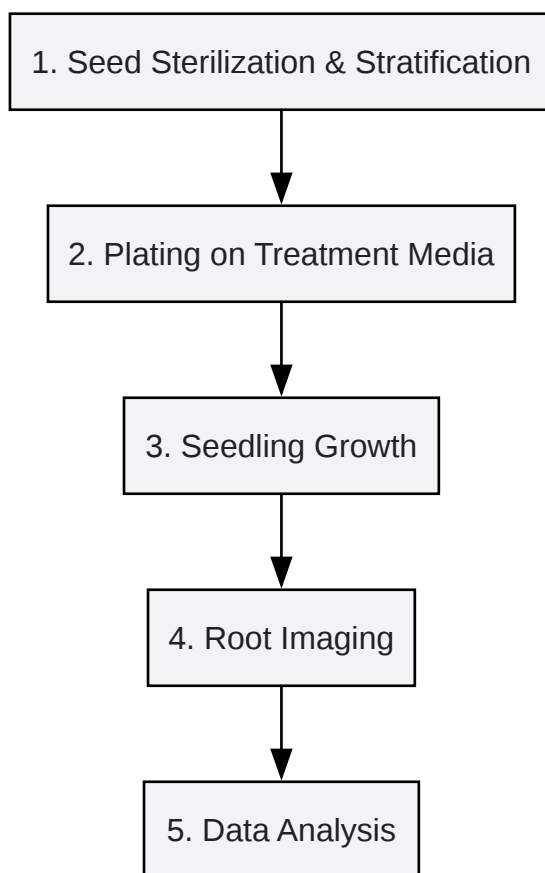 1. Seed Sterilization & Stratification
2. Plating on Treatment Media
3. Seedling Growth
4. Root Imaging
5. Data Analysis